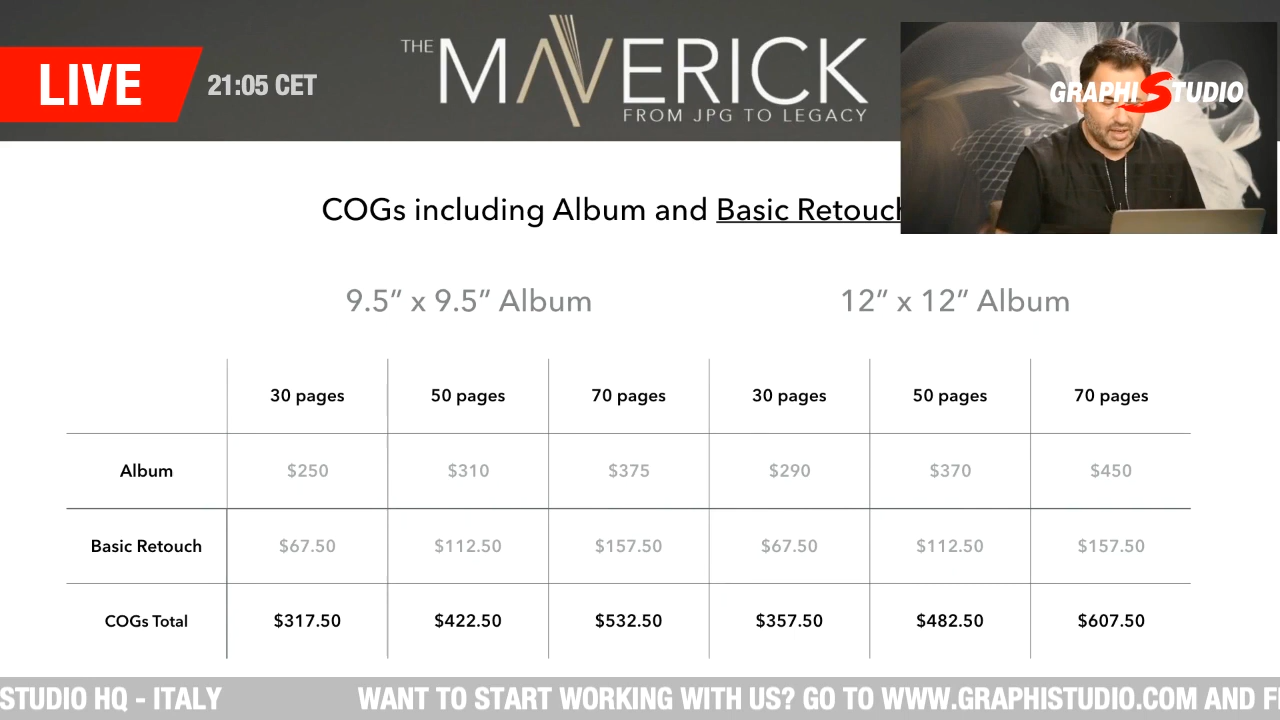 LIVE
21:05 CET
THE MAVERICK
FROM JPG TO LEGACY
GRAPHISTUDIO
COGs including Album and Basic Retouch
9.5” x 9.5” Album
12” x 12” Album
30 pages 50 pages 70 pages 30 pages 50 pages 70 pages
Album $250 $310 $375 $290 $370 $450
Basic Retouch $67.50 $112.50 $157.50 $67.50 $112.50 $157.50
COGs Total $317.50 $422.50 $532.50 $357.50 $482.50 $607.50
STUDIO HQ - ITALY WANT TO START WORKING WITH US? GO TO WWW.GRAPHISTUDIO.COM AND